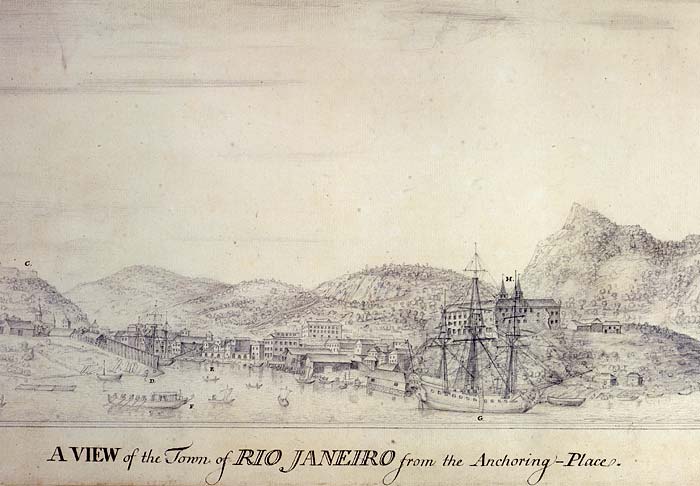 C.
H.
E
D
F
G
A VIEW of the Town of RIO JANEIRO from the Anchoring-Place.